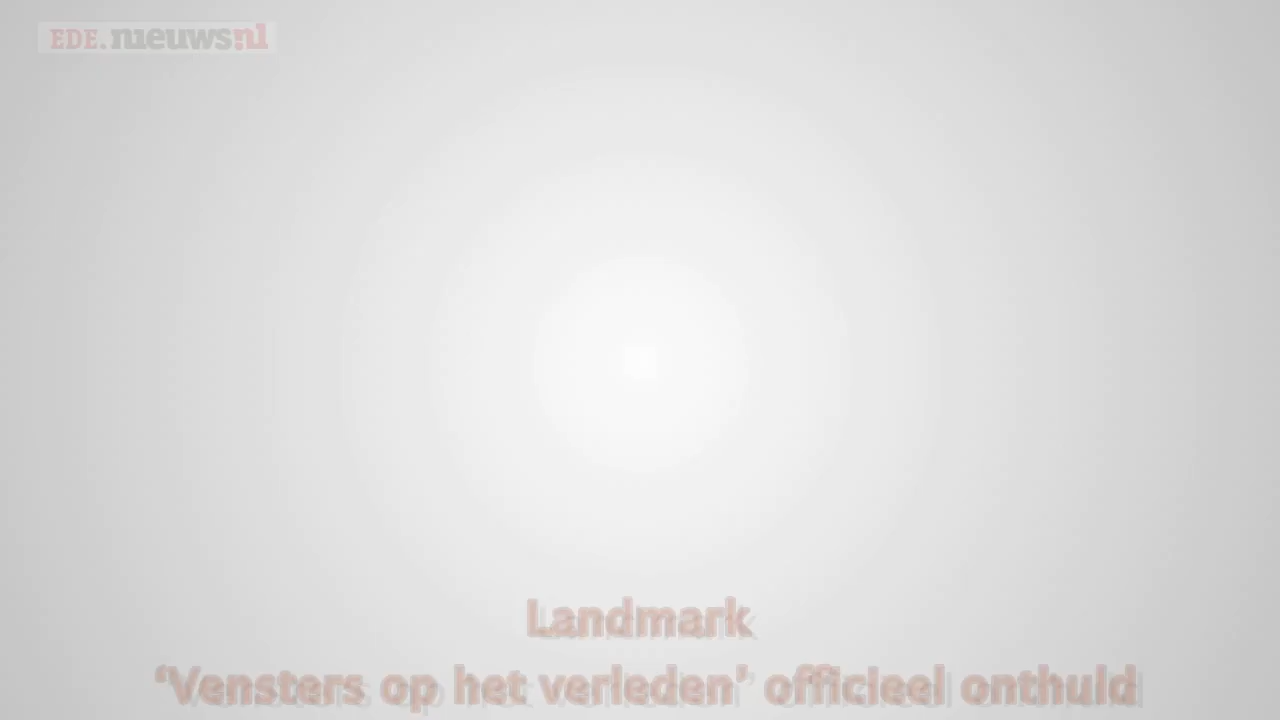 EDE.nieuws.nl
Landmark
‘Vensters op het verleden’ officieel onthuld